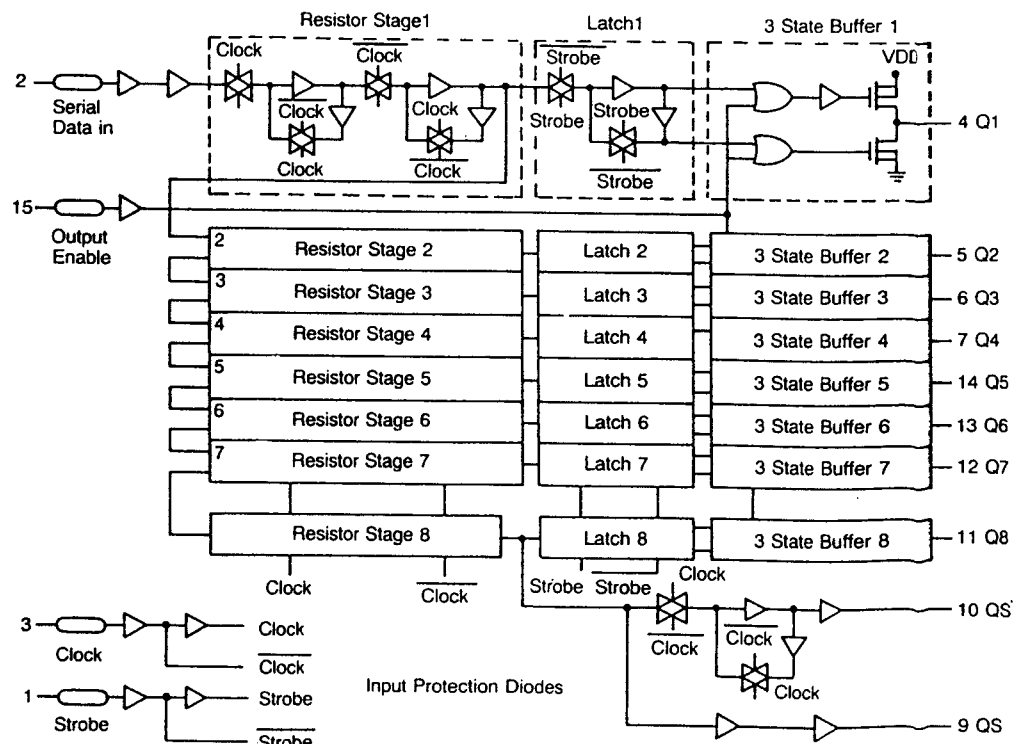 Resistor Stage1
Latch1
3 State Buffer 1
Clock
Clock
Strobe
VDD
2
Serial
Data in
Clock
Clock
Strobe
Strobe
4 Q1
Clock
Clock
Strobe
15
Output
Enable
2
Resistor Stage 2
Latch 2
3 State Buffer 2
5 Q2
3
Resistor Stage 3
Latch 3
3 State Buffer 3
6 Q3
4
Resistor Stage 4
Latch 4
3 State Buffer 4
7 Q4
5
Resistor Stage 5
Latch 5
3 State Buffer 5
14 Q5
6
Resistor Stage 6
Latch 6
3 State Buffer 6
13 Q6
7
Resistor Stage 7
Latch 7
3 State Buffer 7
12 Q7
Resistor Stage 8
Latch 8
3 State Buffer 8
11 Q8
Clock
Clock
Strobe
Strobe
Clock
10 QS'
Clock
Clock
Clock
3
Clock
Clock
Clock
Input Protection Diodes
1
Strobe
Strobe
Strobe
9 QS